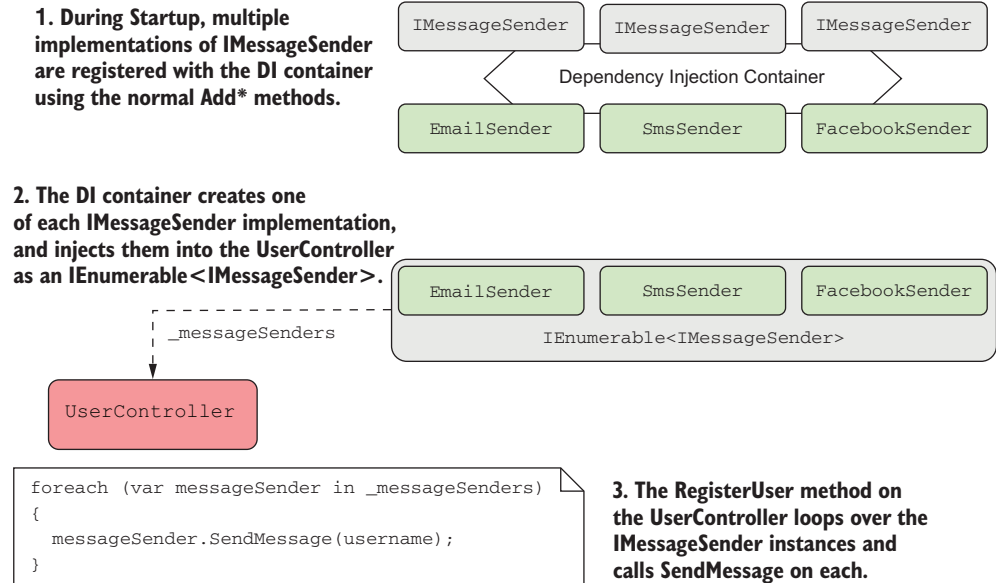 1. During Startup, multiple
implementations of IMessageSender
are registered with the DI container
using the normal Add* methods.
IMessageSender
IMessageSender
IMessageSender
Dependency Injection Container
EmailSender
SmsSender
FacebookSender
2. The DI container creates one
of each IMessageSender implementation,
and injects them into the UserController
as an IEnumerable<IMessageSender>.
EmailSender
SmsSender
FacebookSender
IEnumerable<IMessageSender>
_messageSenders
UserController
foreach (var messageSender in _messageSenders)
{
messageSender.SendMessage(username);
}
3. The RegisterUser method on
the UserController loops over the
IMessageSender instances and
calls SendMessage on each.